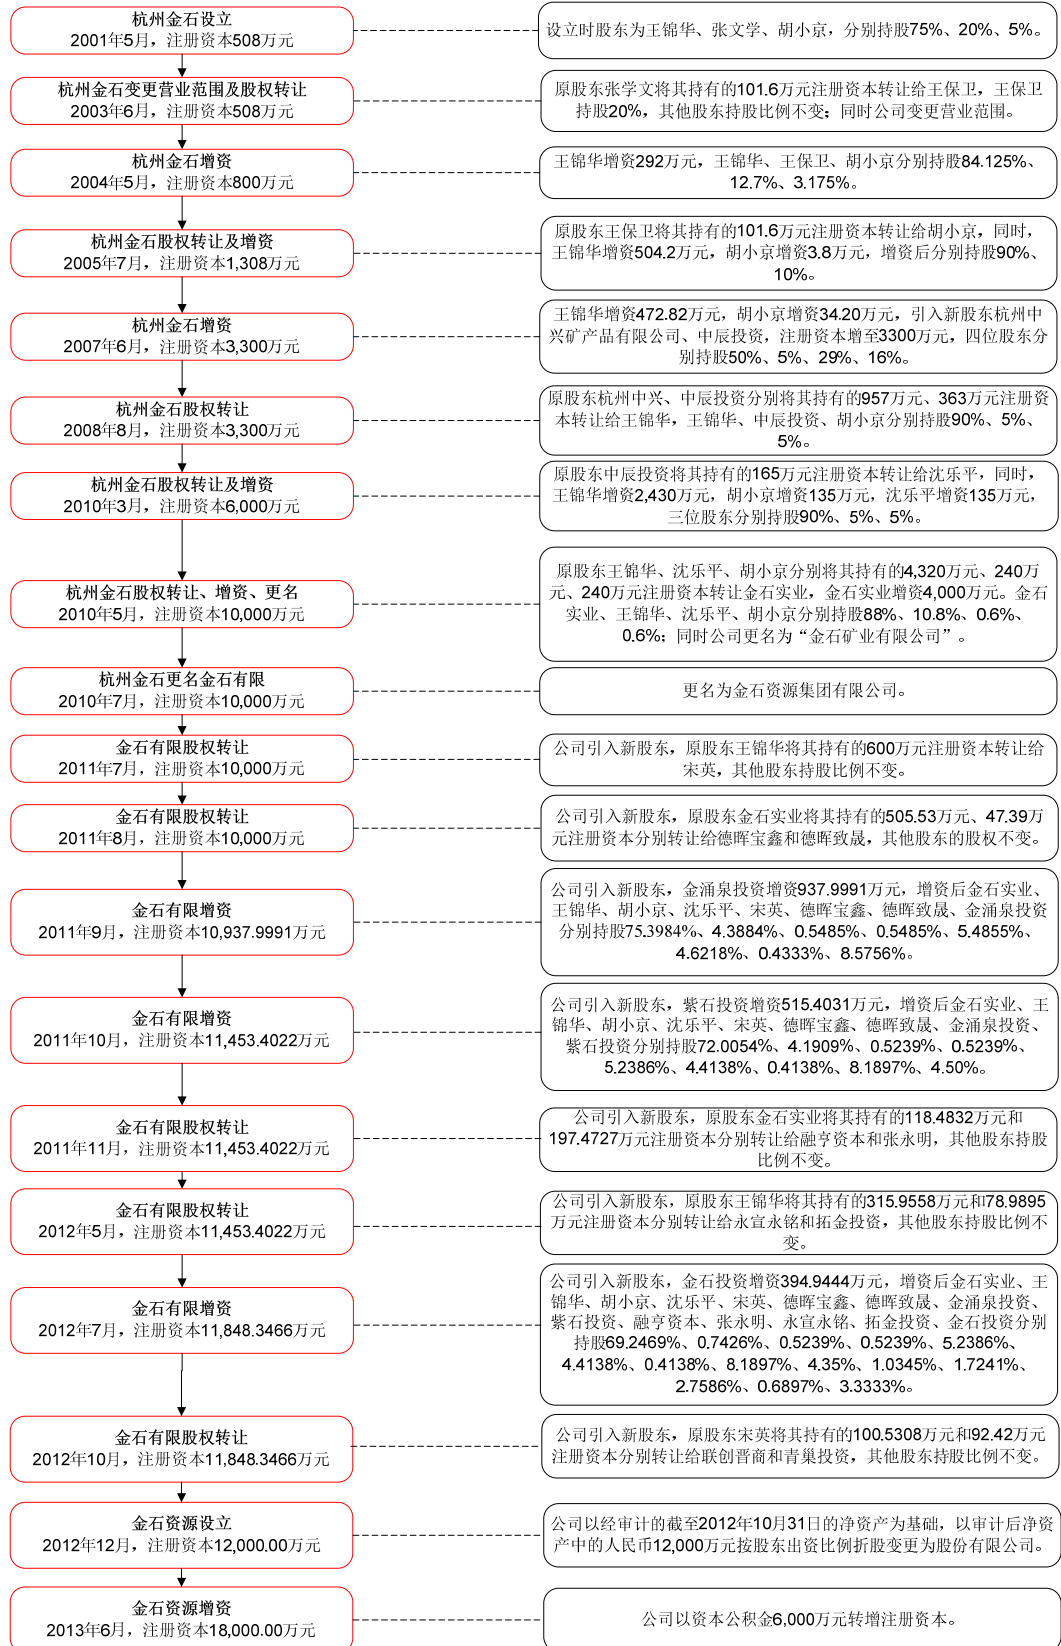 杭州金石设立
2001年5月，注册资本508万元
设立时股东为王锦华、张文学、胡小京，分别持股75%、20%、5%。
杭州金石变更营业范围及股权转让
2003年6月，注册资本508万元
原股东张学文将其持有的101.6万元注册资本转让给王保卫，王保卫
持股20%，其他股东持股比例不变；同时公司变更营业范围。
杭州金石增资
2004年5月，注册资本800万元
王锦华增资292万元，王锦华、王保卫、胡小京分别持股84.125%、
12.7%、3.175%。
杭州金石股权转让及增资
2005年7月，注册资本1,308万元
原股东王保卫将其持有的101.6万元注册资本转让给胡小京，同时，
王锦华增资504.2万元，胡小京增资3.8万元，增资后分别持股90%、
10%。
杭州金石增资
2007年6月，注册资本3,300万元
王锦华增资472.82万元，胡小京增资34.20万元，引入新股东杭州中
兴矿产品有限公司、中辰投资，注册资本增至3300万元，四位股东分
别持股50%、5%、29%、16%。
杭州金石股权转让
2008年8月，注册资本3,300万元
原股东杭州中兴、中辰投资分别将其持有的957万元、363万元注册资
本转让给王锦华，王锦华、中辰投资、胡小京分别持股90%、5%、
5%。
杭州金石股权转让及增资
2010年3月，注册资本6,000万元
原股东中辰投资将其持有的165万元注册资本转让给沈乐平，同时，
王锦华增资2,430万元，胡小京增资135万元，沈乐平增资135万元，
三位股东分别持股90%、5%、5%。
杭州金石股权转让、增资、更名
2010年5月，注册资本10,000万元
原股东王锦华、沈乐平、胡小京分别将其持有的4,320万元、240万
元、240万元注册资本转让金石实业，金石实业增资4,000万元。金石
实业、王锦华、沈乐平、胡小京分别持股88%、10.8%、0.6%、
0.6%；同时公司更名为“金石矿业有限公司”。
杭州金石更名金石有限
2010年7月，注册资本10,000万元
更名为金石资源集团有限公司。
金石有限股权转让
2011年7月，注册资本10,000万元
公司引入新股东，原股东王锦华将其持有的600万元注册资本转让给
宋英，其他股东持股比例不变。
金石有限股权转让
2011年8月，注册资本10,000万元
公司引入新股东，原股东金石实业将其持有的505.53万元、47.39万
元注册资本分别转让给德晖宝鑫和德晖致晟，其他股东的股权不变。
金石有限增资
2011年9月，注册资本10,937.9991万元
公司引入新股东，金涌泉投资增资937.9991万元，增资后金石实业、
王锦华、胡小京、沈乐平、宋英、德晖宝鑫、德晖致晟、金涌泉投资
分别持股75.3984%、4.3884%、0.5485%、0.5485%、5.4855%、
4.6218%、0.4333%、8.5756%。
金石有限增资
2011年10月，注册资本11,453.4022万元
公司引入新股东，紫石投资增资515.4031万元，增资后金石实业、王
锦华、胡小京、沈乐平、宋英、德晖宝鑫、德晖致晟、金涌泉投资、
紫石投资分别持股72.0054%、4.1909%、0.5239%、0.5239%、
5.2386%、4.4138%、0.4138%、8.1897%、4.50%。
金石有限股权转让
2011年11月，注册资本11,453.4022万元
公司引入新股东，原股东金石实业将其持有的118.4832万元和
197.4727万元注册资本分别转让给融亨资本和张永明，其他股东持股
比例不变。
金石有限股权转让
2012年5月，注册资本11,453.4022万元
公司引入新股东，原股东王锦华将其持有的315.9558万元和78.9895
万元注册资本分别转让给永宣永铭和拓金投资，其他股东持股比例不
变。
金石有限增资
2012年7月，注册资本11,848.3466万元
公司引入新股东，金石投资增资394.9444万元，增资后金石实业、王
锦华、胡小京、沈乐平、宋英、德晖宝鑫、德晖致晟、金涌泉投资、
紫石投资、融亨资本、张永明、永宣永铭、拓金投资、金石投资分别
持股69.2469%、0.7426%、0.5239%、0.5239%、5.2386%、
4.4138%、0.4138%、8.1897%、4.35%、1.0345%、1.7241%、
2.7586%、0.6897%、3.3333%。
金石有限股权转让
2012年10月，注册资本11,848.3466万元
公司引入新股东，原股东宋英将其持有的100.5308万元和92.42万元
注册资本分别转让给联创晋商和青巢投资，其他股东持股比例不变。
金石资源设立
2012年12月，注册资本12,000.00万元
公司以经审计的截至2012年10月31日的净资产为基础，以审计后净资
产中的人民币12,000万元按股东出资比例折股变更为股份有限公司。
金石资源增资
2013年6月，注册资本18,000.00万元
公司以资本公积金6,000万元转增注册资本。